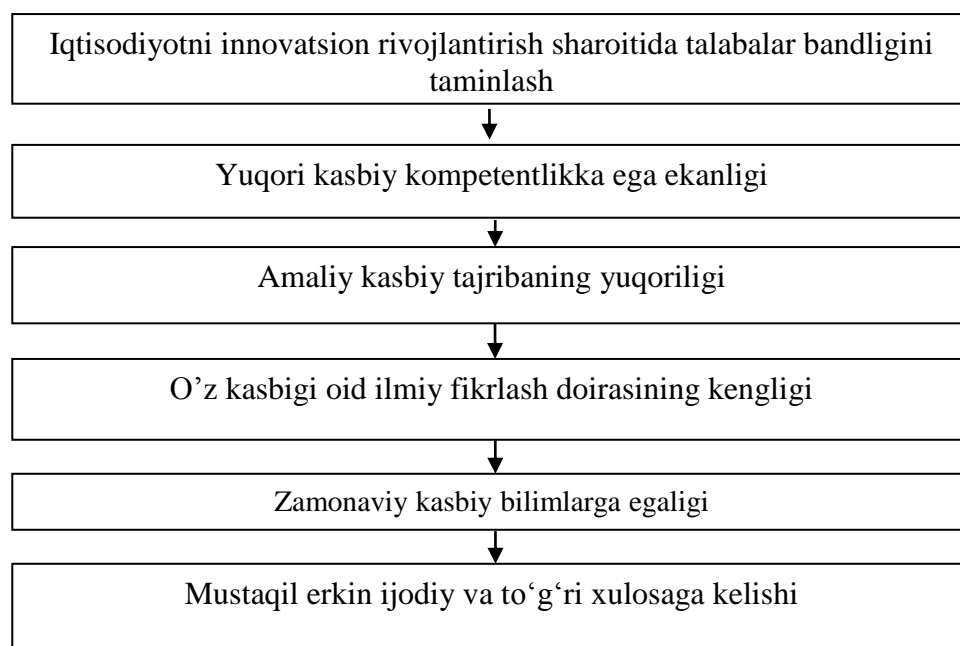 Iqtisodiyotni innovatsion rivojlantirish sharoitida talabalar bandligini
taminlash
Yuqori kasbiy kompetentlikka ega ekanligi
Amaliy kasbiy tajribaning yuqoriligi
O’z kasbigi oid ilmiy fikrlash doirasining kengligi
Zamonaviy kasbiy bilimlarga egaligi
Mustaqil erkin ijodiy va to‘g‘ri xulosaga kelishi